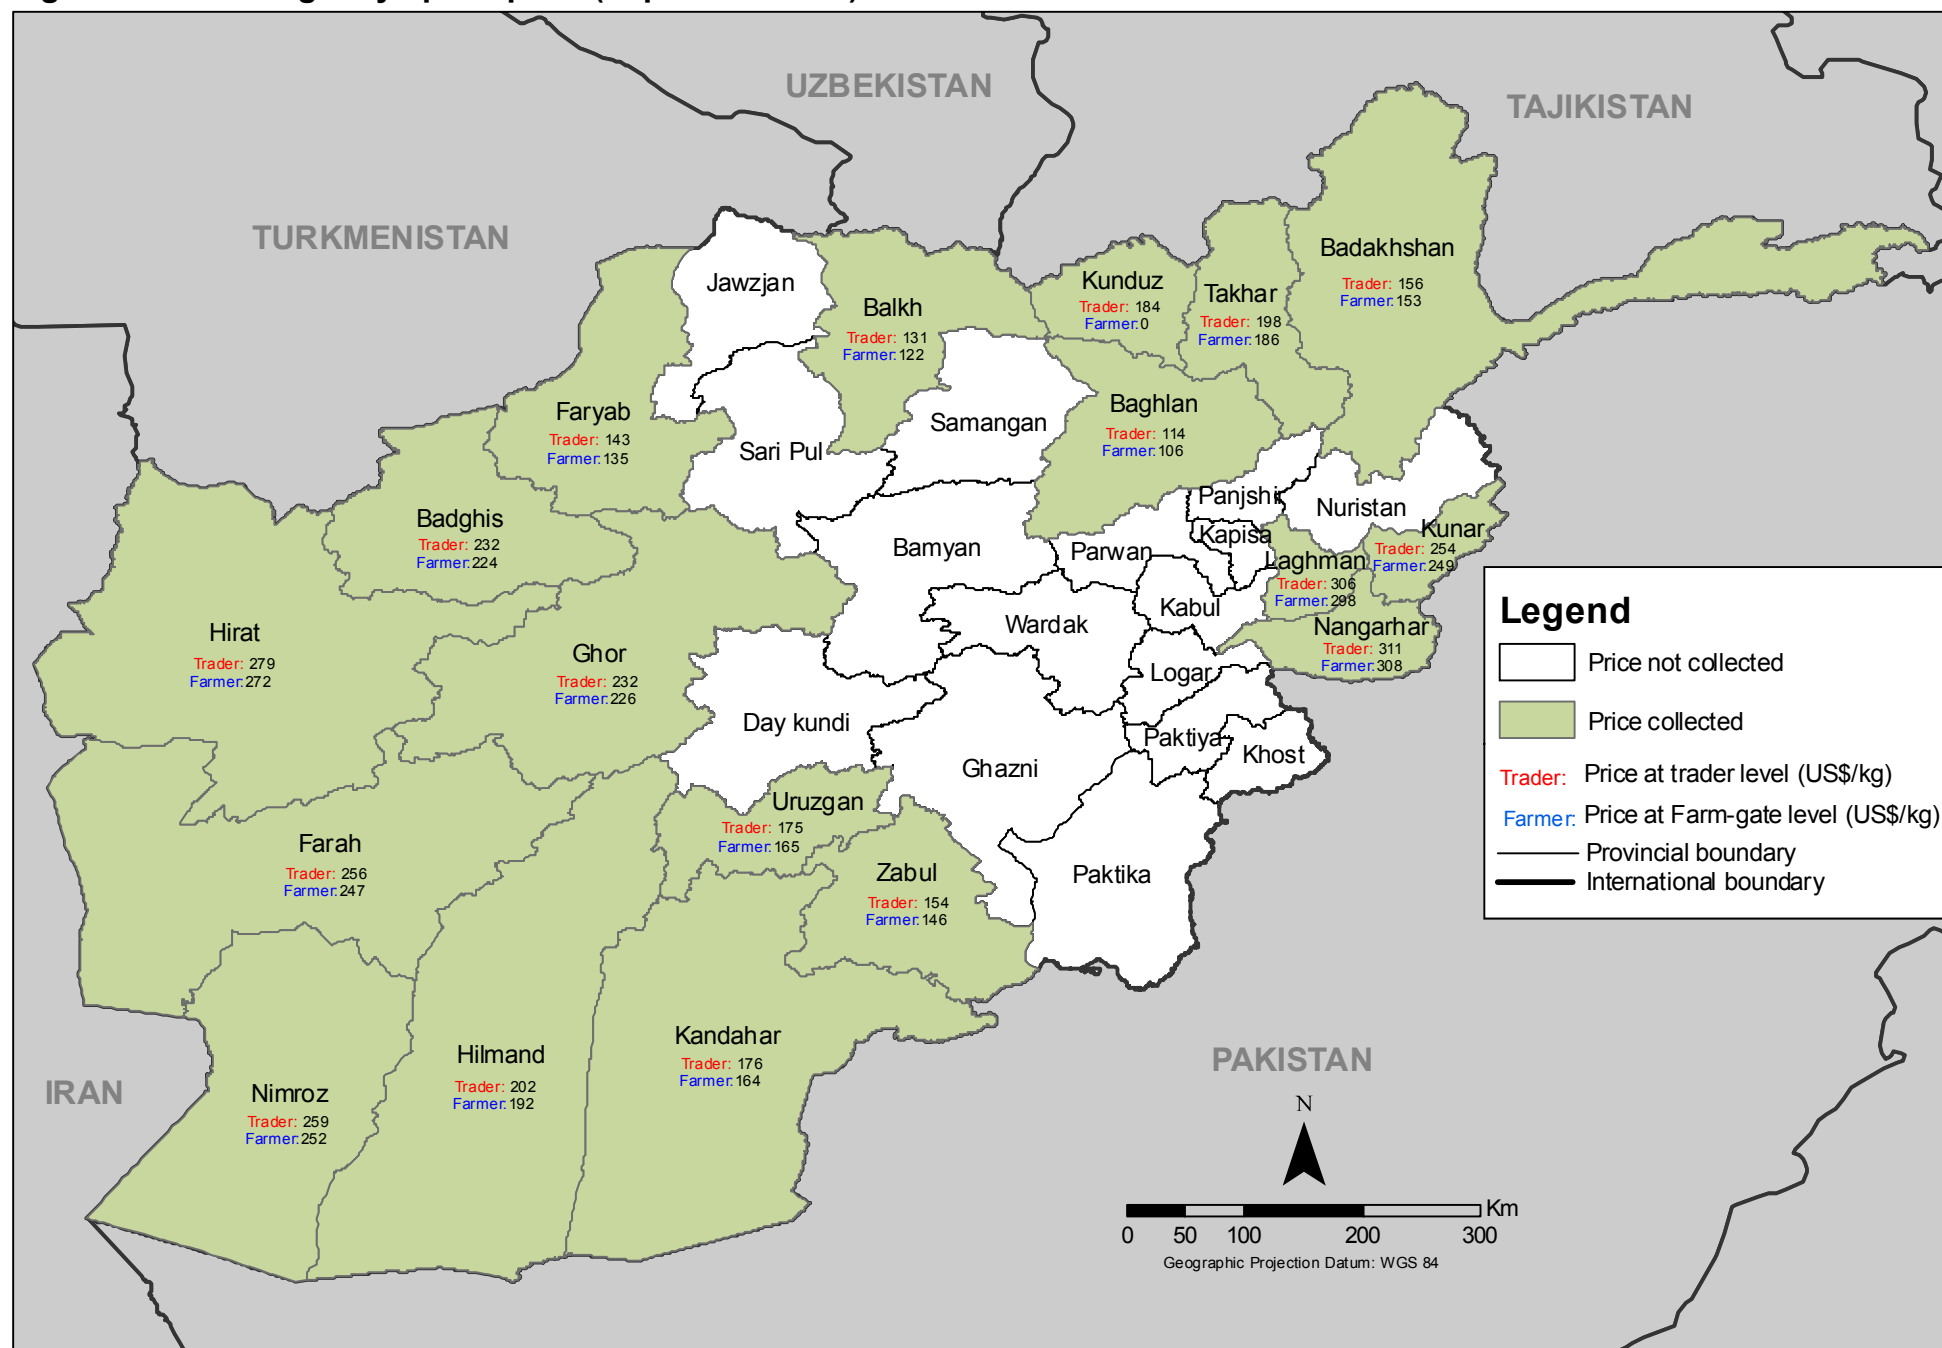 UZBEKISTAN
TAJIKISTAN
TURKMENISTAN
Badakhshan
Trader: 156
Farmer:153
Jawzjan
Kunduz
Trader: 184
Farmer:0
Takhar
Trader: 198
Farmer:186
Balkh
Trader: 131
Farmer:122
Faryab
Trader: 143
Farmer:135
Sari Pul
Samangan
Baghlan
Trader: 114
Farmer:106
Badghis
Trader: 232
Farmer:224
Panjshi
Nuristan
Kunar
Trader: 254
Farmer:249
Bamyan
Parwan
Kapisa
Laghman
Trader: 306
Farmer:298
Hirat
Trader: 279
Farmer:272
Ghor
Trader: 232
Farmer:226
Wardak
Kabul
Nangarhar
Trader: 311
Farmer:308
Logar
Day kundi
Paktiya
Khost
Ghazni
Uruzgan
Trader: 175
Farmer:165
Farah
Trader: 256
Farmer:247
Zabul
Trader: 154
Farmer:146
Paktika
Kandahar
Trader: 176
Farmer:164
Hilmand
Trader: 202
Farmer:192
Nimroz
Trader: 259
Farmer:252
IRAN
PAKISTAN
Legend
Price not collected
Price collected
Trader: Price at trader level (US$/kg)
Farmer: Price at Farm-gate level (US$/kg)
Provincial boundary
International boundary
N
Km
0 50 100 200 300
Geographic Projection Datum: WGS 84